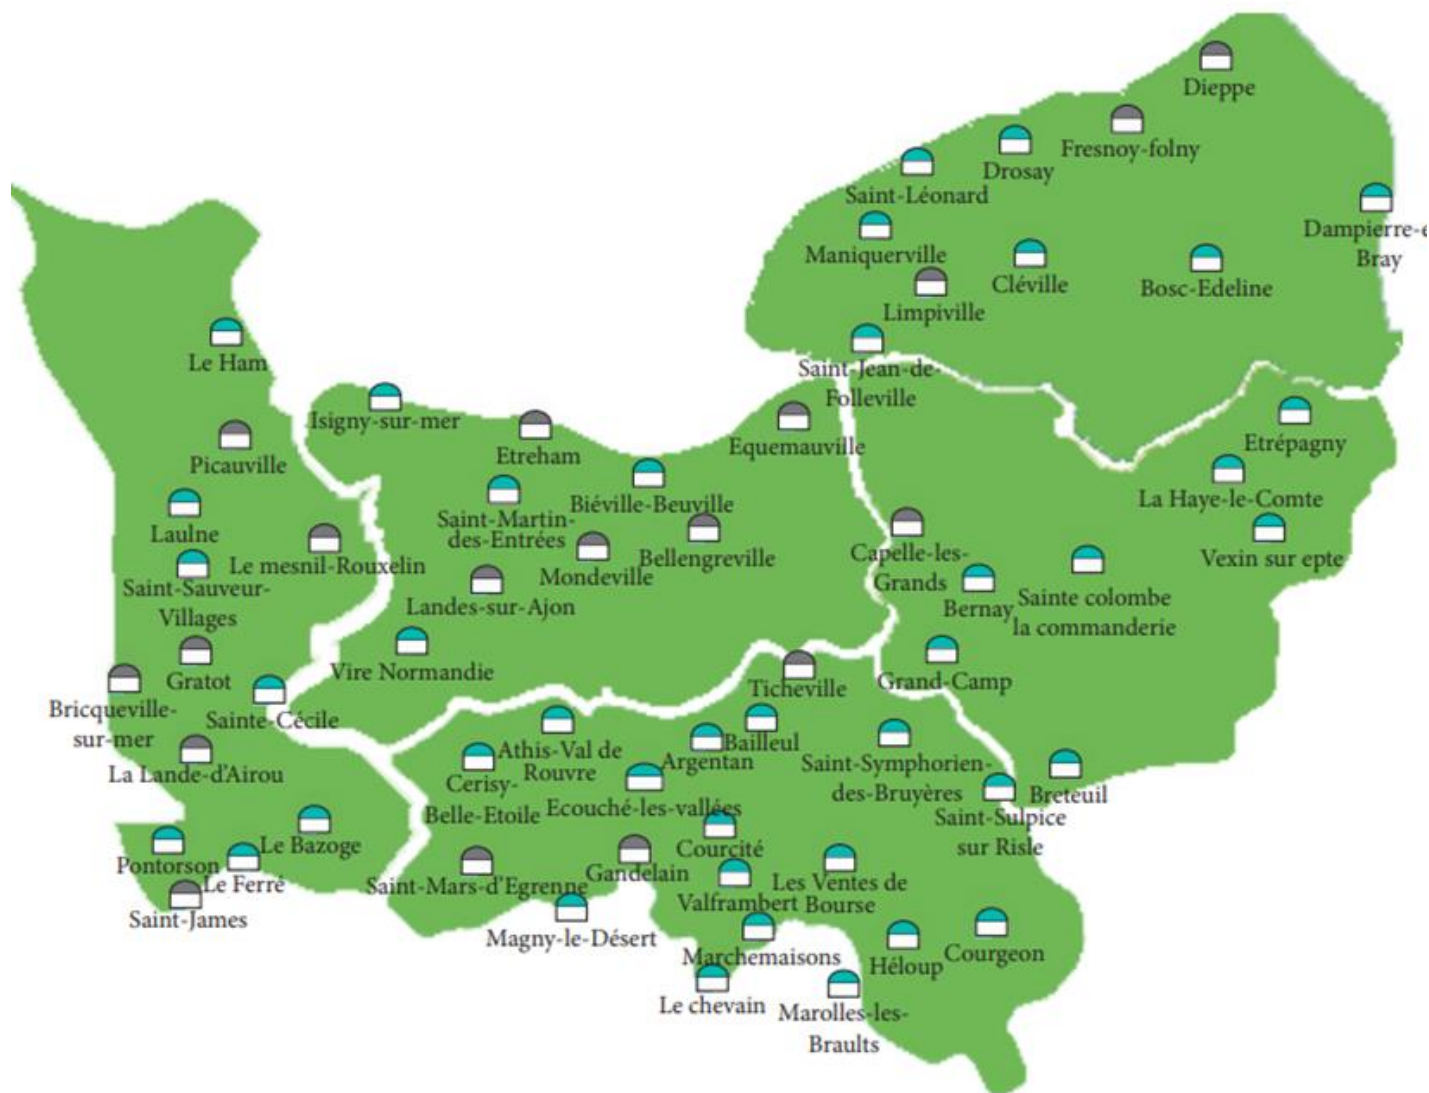 Dieppe
Fresnoy-folny
Drosay
Saint-Léonard
Dampierre-e
Bray
Maniquerville
Cléville
Bosc-Edeline
Limpiville
Saint-Jean-de-
Folleville
Le Ham
Isigny-sur-mer
Etreham
Equemauville
Etrépagny
Picauville
Biéville-Beuville
La Haye-le-Comte
Laulne
Saint-Martin-
des-Entrées
Bellengreville
Capelle-les-
Grands
Vexin sur epte
Le mesnil-Rouxelin
Mondeville
Saint-Sauveur-
Villages
Landes-sur-Ajon
Bernay
Sainte colombe
la commanderie
Gratot
Vire Normandie
Ticheville
Grand-Camp
Bricqueville-
sur-mer
Sainte-Cécile
La Lande-d'Airou
Athis-Val de
Rouvre
Argentan
Bailleul
Saint-Symphorien-
des-Bruyères
Cerisy-
Belle-Etoile
Ecouché-les-vallées
Breteuil
Saint-Sulpice
sur Risle
Le Bazoge
Courcité
Pontorson
Le Ferré
Saint-Mars-d'Egrenne
Gandelain
Valframbert
Les Ventes de
Bourse
Saint-James
Magny-le-Désert
Marchemaisons
Héloup
Courgeon
Le chevain
Marolles-les-
Braults